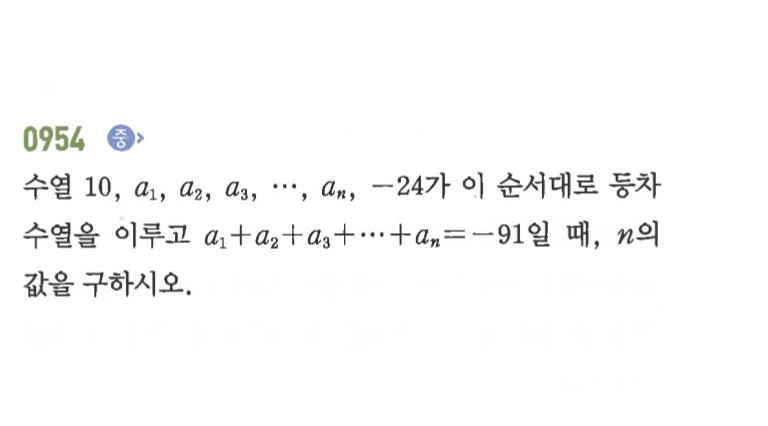 0954 중
수열 10, a₁, a₂, a₃, ⋯, aₙ, −24가 이 순서대로 등차
수열을 이루고 a₁+a₂+a₃+⋯+aₙ=−91일 때, n의
값을 구하시오.